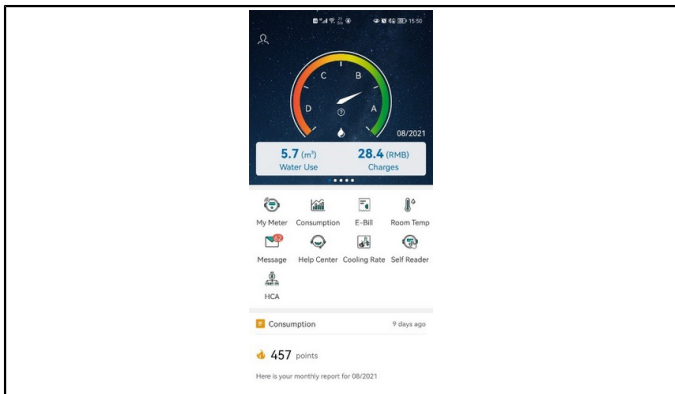 15:50
C
B
D
A
08/2021
5.7 (m³)
28.4 (RMB)
Water Use
Charges
My Meter
Consumption
E-Bill
Room Temp
Message
Help Center
Cooling Rate
Self Reader
HCA
Consumption
9 days ago
457 points
Here is your monthly report for 08/2021